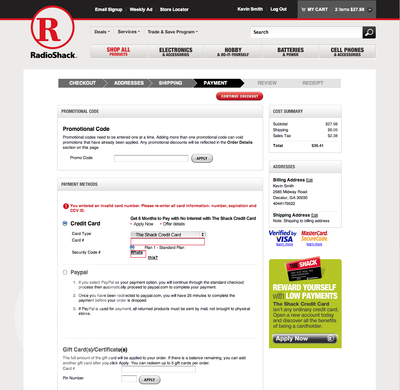 Email Signup Weekly Ad Store Locator Kevin Smith Log Out MY CART 2 Items $27.98
R
RadioShack.
Deals Services Trade & Save Program Search
SHOP ALL PRODUCTS
ELECTRONICS & ACCESSORIES
HOBBY & DO-IT-YOURSELF
BATTERIES & POWER
CELL PHONES & ACCESSORIES
CHECKOUT ADDRESSES SHIPPING PAYMENT REVIEW RECEIPT
CONTINUE CHECKOUT
PROMOTIONAL CODE
Promotional Code
Promotional codes need to be entered one at a time. Adding more than one promotional code can void
promotions that have already been applied. Any promotional discounts will be reflected in the Order Details
section on this page.
Promo Code APPLY
PAYMENT METHODS
You entered an invalid card number. Please re-enter all card information: number, expiration and
CCV ID.
Credit Card
Get 6 Months to Pay with No Interest with The Shack Credit Card
Apply Now Offer details
Card Type The Shack Credit Card
Card #
Plan 1 - Standard Plan
Security Code # What's
this?
Paypal
If you select PayPal as your payment option, you will continue through the standard checkout
process then automatically proceed to paypal.com to complete your payment.
Once you have been redirected to paypal.com, you will have 25 minutes to complete the
payment before your order is dropped.
If PayPal is used for payment, all returned products must be sent by mail, not brought to physical
store.
Gift Card(s)/Certificate(s)
The full amount of the gift card will be applied to your order. If there is a balance remaining, you can add
another gift card after you click Apply. You can redeem up to 5 gift cards per order.
Card #
Pin Number APPLY
COST SUMMARY
Subtotal $27.98
Shipping $6.05
Sales Tax $2.38
Total $36.41
ADDRESSES
Billing Address Edit
Kevin Smith
2585 Midway Road
Decatur, GA 30030
4044179522
Shipping Address Edit
Note: Shipping to billing address
Verified by VISA
MasterCard. SecureCode.
THE SHACK
REWARD YOURSELF
with LOW PAYMENTS
The Shack Credit Card
isn't any ordinary credit card.
Open a new account today
and discover all the benefits
of being a cardholder.
Apply Now